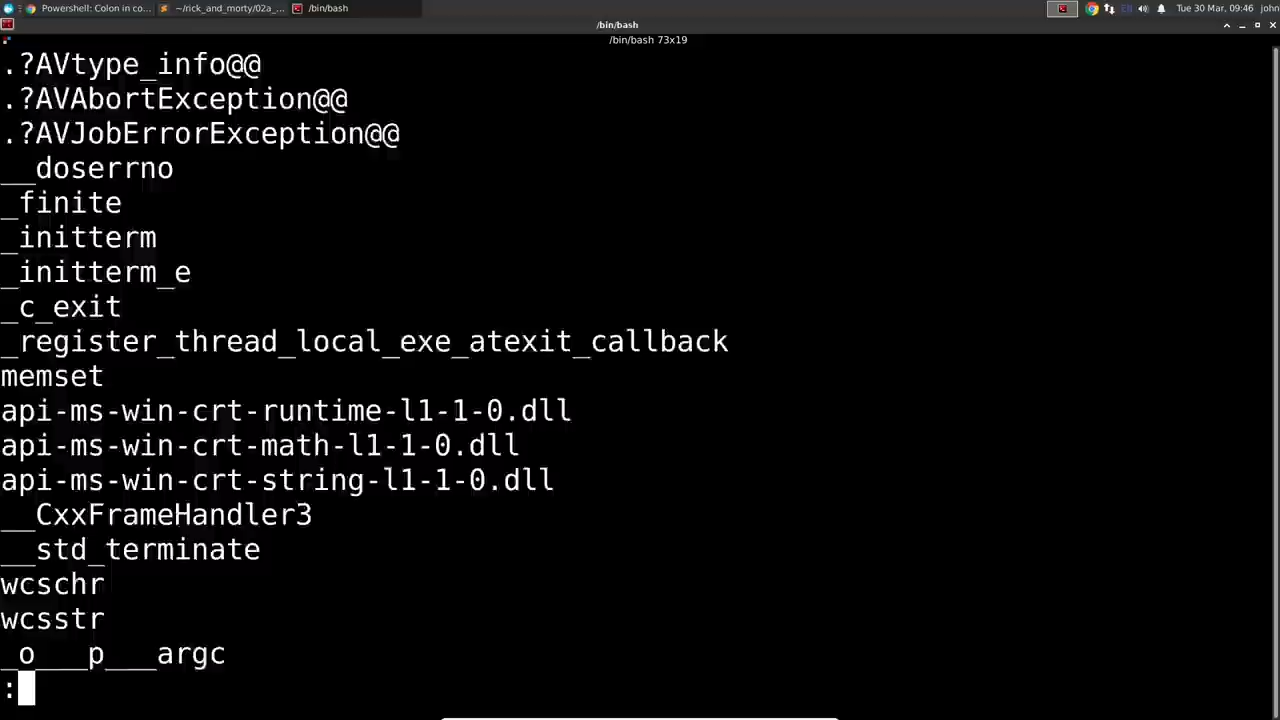 Powershell: Colon in co...
~/rick_and_morty/02a_...
/bin/bash
Tue 30 Mar, 09:46
john
/bin/bash
/bin/bash 73x19
.?AVtype_info@@
.?AVAbortException@@
.?AVJobErrorException@@
__doserrno
_finite
_initterm
_initterm_e
_c_exit
_register_thread_local_exe_atexit_callback
memset
api-ms-win-crt-runtime-l1-1-0.dll
api-ms-win-crt-math-l1-1-0.dll
api-ms-win-crt-string-l1-1-0.dll
__CxxFrameHandler3
__std_terminate
wcschr
wcsstr
_o___p___argc
: